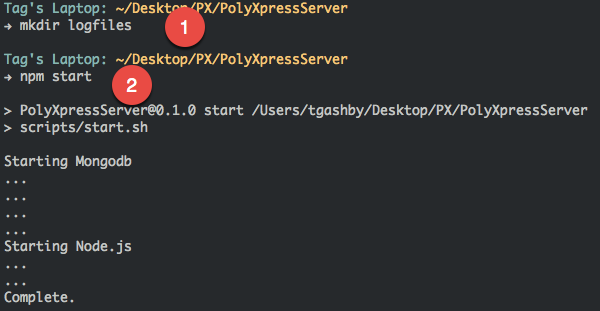 Tag's Laptop: ~/Desktop/PX/PolyXpressServer
→ mkdir logfiles 1
Tag's Laptop: ~/Desktop/PX/PolyXpressServer
→ npm start 2
> PolyXpressServer@0.1.0 start /Users/tgashby/Desktop/PX/PolyXpressServer
> scripts/start.sh
Starting Mongodb
...
...
...
...
Starting Node.js
...
...
Complete.